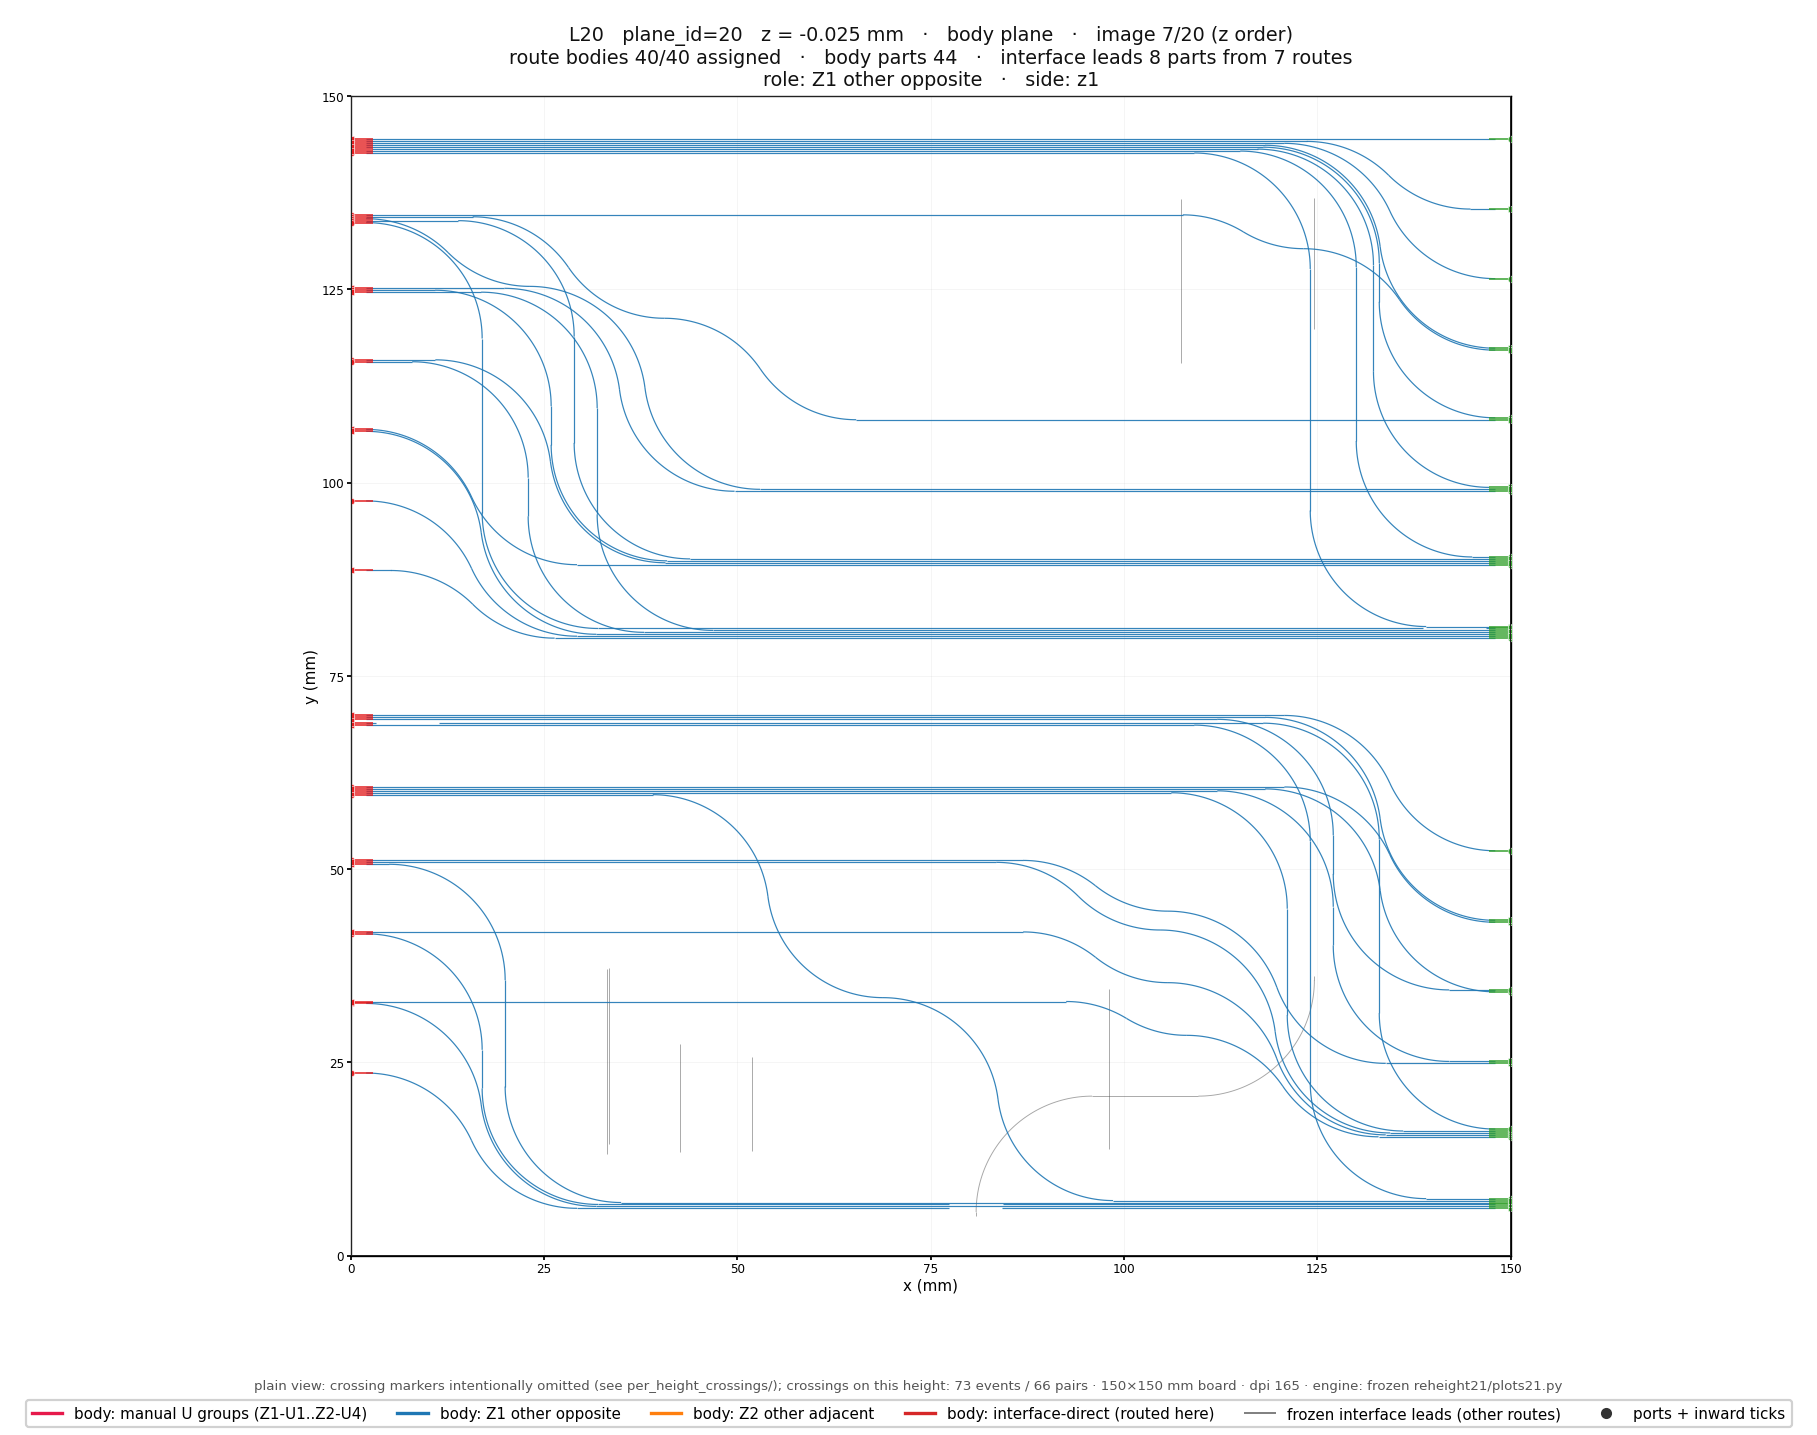 L20   plane_id=20   z = -0.025 mm   ·   body plane   ·   image 7/20 (z order)
route bodies 40/40 assigned   ·   body parts 44   ·   interface leads 8 parts from 7 routes
role: Z1 other opposite   ·   side: z1
150
125
100
75
50
25
0
y (mm)
0 25 50 75 100 125 150
x (mm)
plain view: crossing markers intentionally omitted (see per_height_crossings/); crossings on this height: 73 events / 66 pairs · 150×150 mm board · dpi 165 · engine: frozen reheight21/plots21.py
body: manual U groups (Z1-U1..Z2-U4) body: Z1 other opposite body: Z2 other adjacent body: interface-direct (routed here) frozen interface leads (other routes) ports + inward ticks